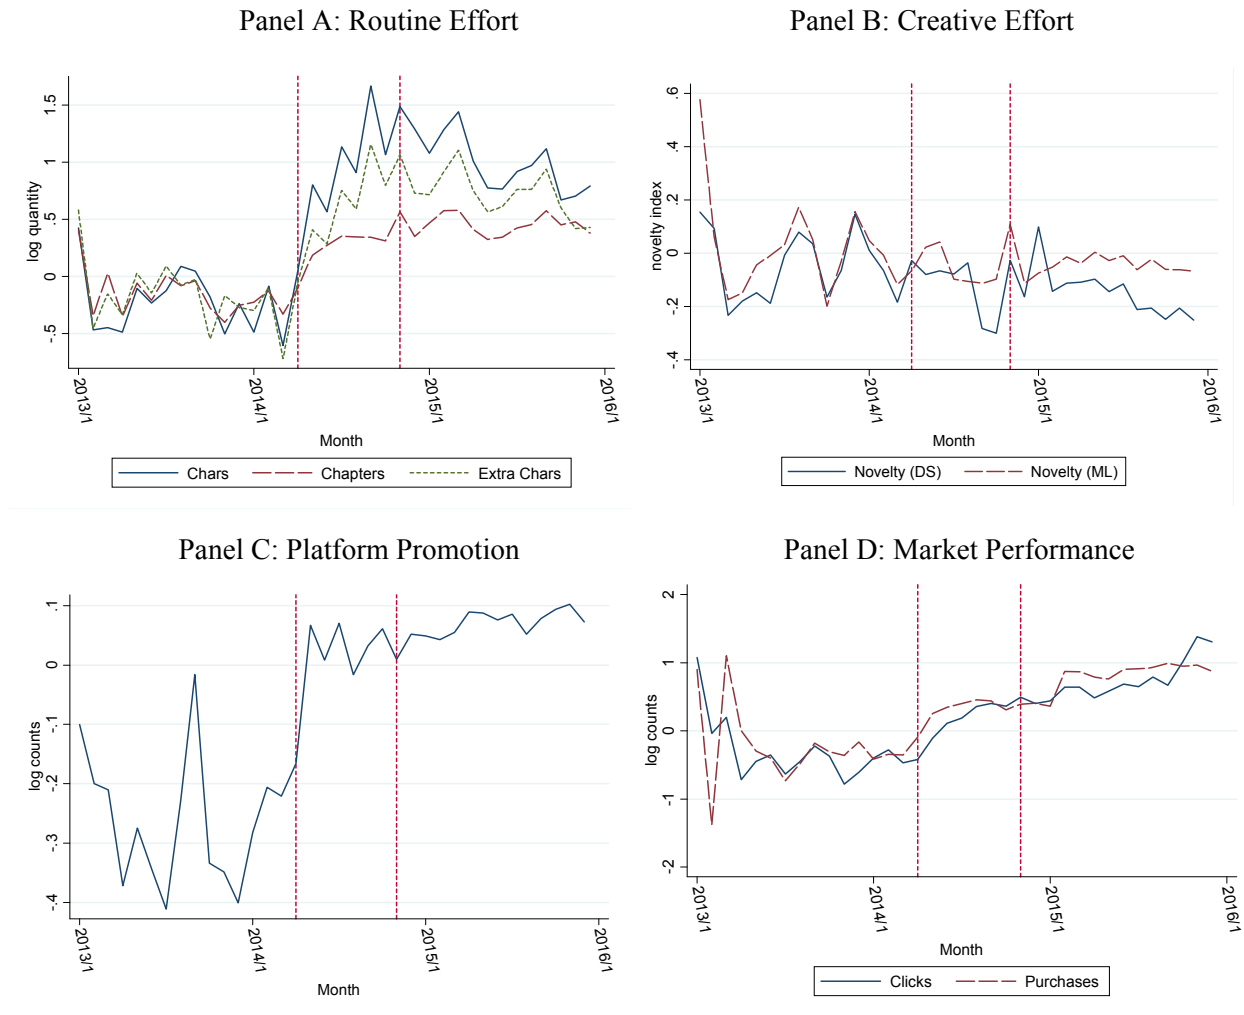 Panel A: Routine Effort
log quantity
1.5
1
.5
0
-.5
2013/1
2014/1
2015/1
2016/1
Month
Chars
Chapters
Extra Chars
Panel B: Creative Effort
novelty index
.6
.4
.2
0
-.2
-.4
2013/1
2014/1
2015/1
2016/1
Month
Novelty (DS)
Novelty (ML)
Panel C: Platform Promotion
log counts
.1
0
-.1
-.2
-.3
-.4
2013/1
2014/1
2015/1
2016/1
Month
Panel D: Market Performance
log counts
2
1
0
-1
-2
2013/1
2014/1
2015/1
2016/1
Month
Clicks
Purchases